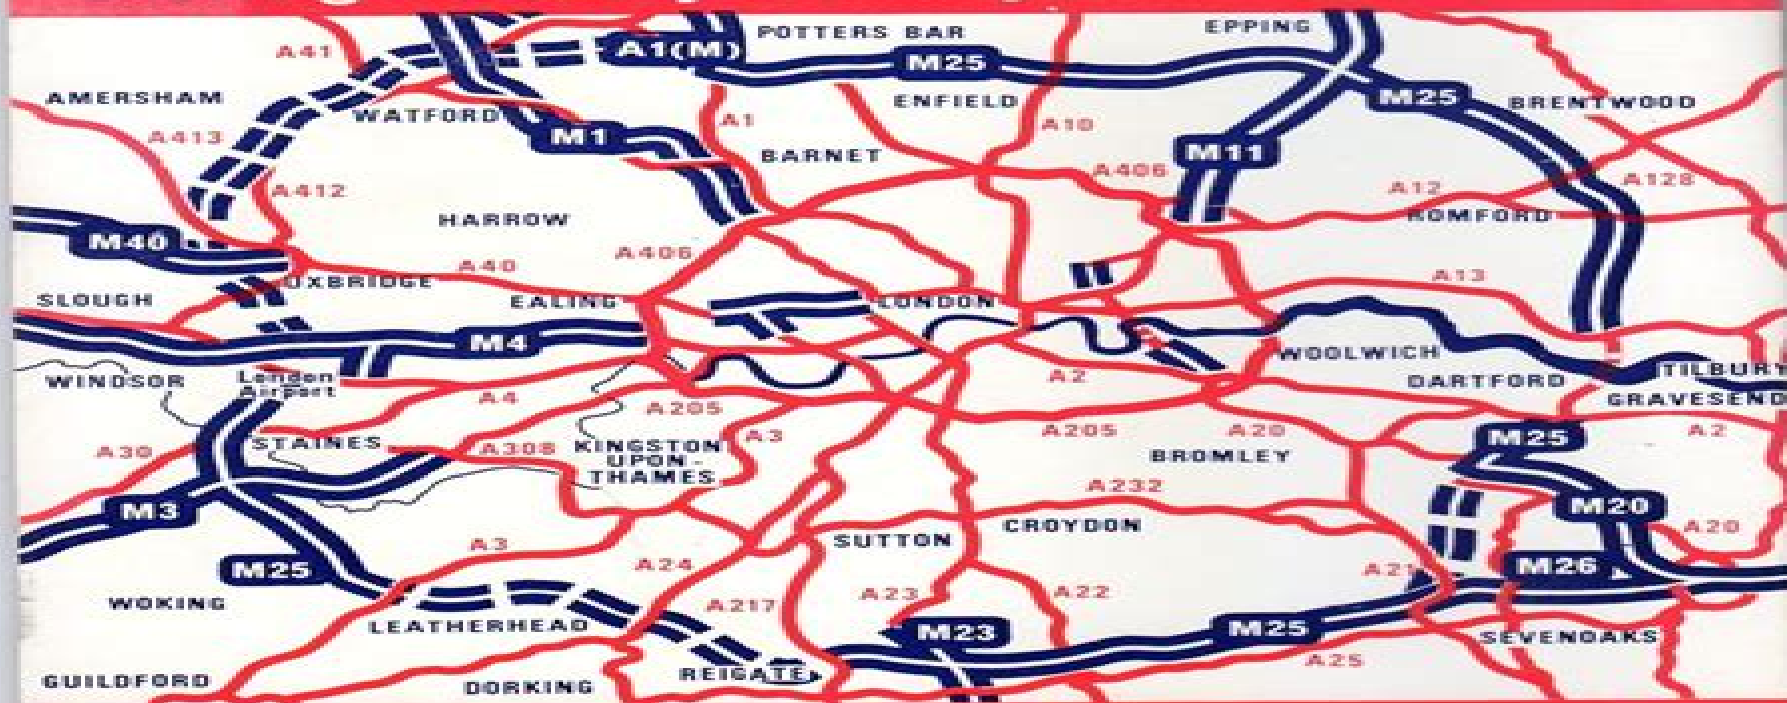 EPPING
POTTERS BAR
A41
A1(M)
M25
AMERSHAM
ENFIELD
M25
BRENTWOOD
WATFORD
A1
A10
A413
M1
BARNET
M11
A406
A12
A128
A412
HARROW
ROMFORD
M40
A406
A40
A13
UXBRIDGE
SLOUGH
EALING
LONDON
M4
WOOLWICH
TILBURY
WINDSOR
London
Airport
A2
DARTFORD
GRAVESEND
A4
A205
A3
A205
A20
M25
A2
STAINES
A30
A308
KINGSTON
UPON-
THAMES
BROMLEY
A232
M3
M20
SUTTON
CROYDON
A20
A3
M25
A24
A21
M26
WOKING
A217
A23
A22
LEATHERHEAD
M23
M25
SEVENOAKS
A25
GUILDFORD
DORKING
REIGATE